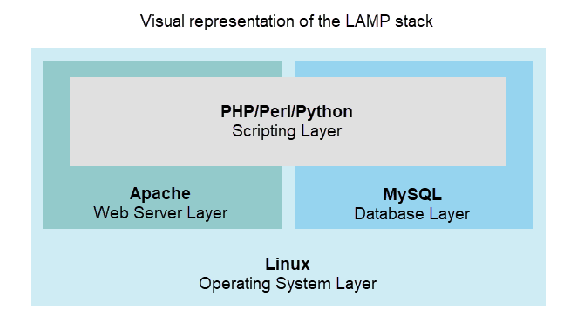 Visual representation of the LAMP stack
PHP/Perl/Python
Scripting Layer
Apache
Web Server Layer
MySQL
Database Layer
Linux
Operating System Layer